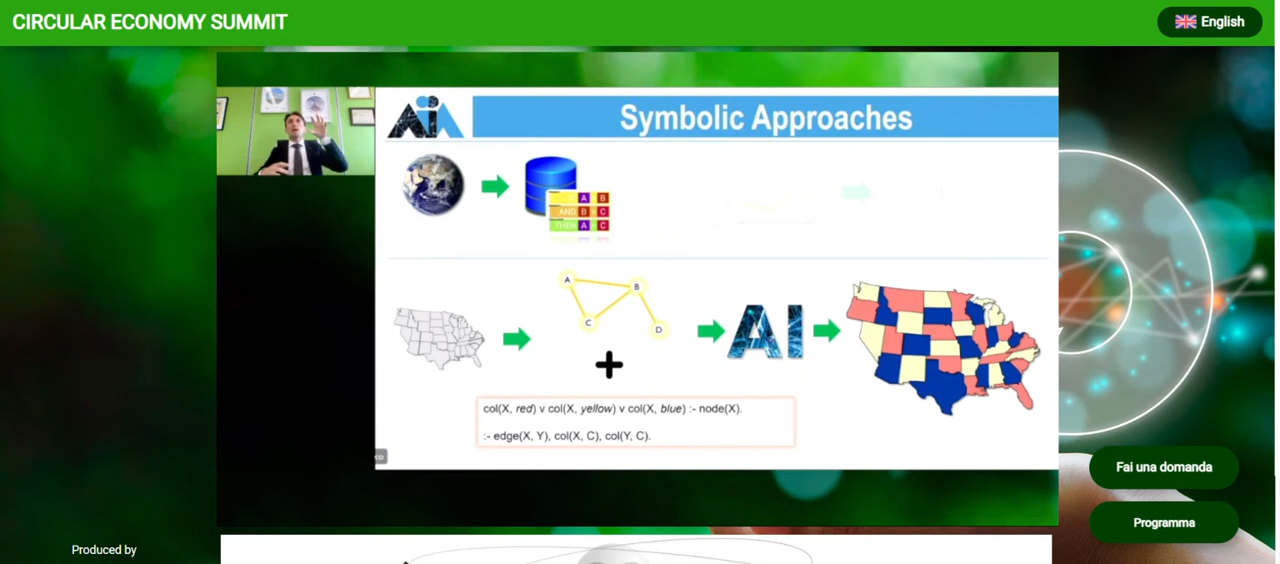 CIRCULAR ECONOMY SUMMIT
English
AIA
Symbolic Approaches
A B
AND B C
THEN A C
A
B
C
D
AI
col(X, red) v col(X, yellow) v col(X, blue) :- node(X).
:- edge(X, Y), col(X, C), col(Y, C).
Fai una domanda
Programma
Produced by